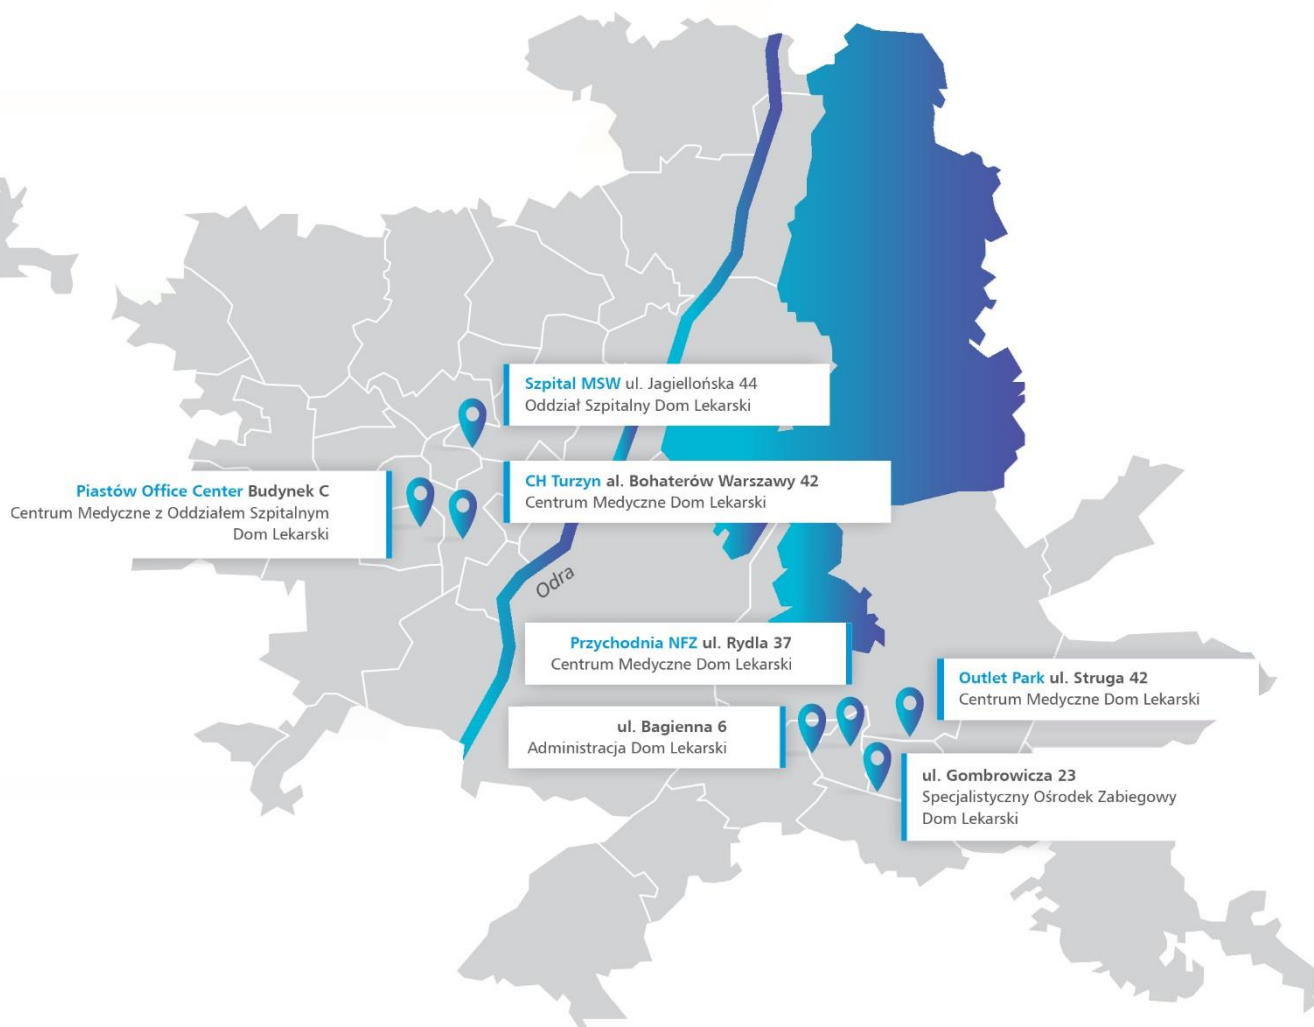 Szpital MSW ul. Jagiellońska 44
Oddział Szpitalny Dom Lekarski
CH Turzyn al. Bohaterów Warszawy 42
Centrum Medyczne Dom Lekarski
Piastów Office Center Budynek C
Centrum Medyczne z Oddziałem Szpitalnym
Dom Lekarski
Odra
Przychodnia NFZ ul. Rydla 37
Centrum Medyczne Dom Lekarski
Outlet Park ul. Struga 42
Centrum Medyczne Dom Lekarski
ul. Bagienna 6
Administracja Dom Lekarski
ul. Gombrowicza 23
Specjalistyczny Ośrodek Zabiegowy
Dom Lekarski